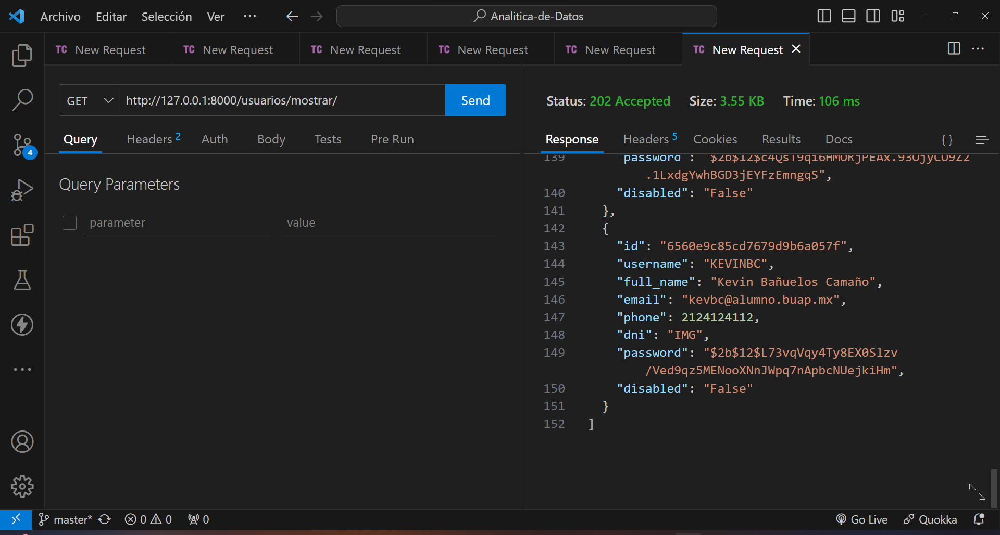 Archivo Editar Selección Ver ··· Analitica-de-Datos
TC New Request TC New Request TC New Request TC New Request TC New Request TC New Request
GET http://127.0.0.1:8000/usuarios/mostrar/ Send
Status: 202 Accepted Size: 3.55 KB Time: 106 ms
Query Headers 2 Auth Body Tests Pre Run
Response Headers 5 Cookies Results Docs { }
Query Parameters
parameter value
139 "password": "$2b$12$c4QsT9qi6HMORjPEAx.93OjyCO9Z2
.1LxdgYwhBGD3jEYFzEmngqS",
140 "disabled": "False"
141 },
142 {
143 "id": "6560e9c85cd7679d9b6a057f",
144 "username": "KEVINBC",
145 "full_name": "Kevin Bañuelos Camaño",
146 "email": "kevbc@alumno.buap.mx",
147 "phone": 2124124112,
148 "dni": "IMG",
149 "password": "$2b$12$L73vqVqy4Ty8EX0Slzv
/Ved9qz5MENooXNnJWpq7nApbcNUejkiHm",
150 "disabled": "False"
151 }
152 ]
4
master* 0 0 0 Go Live Quokka